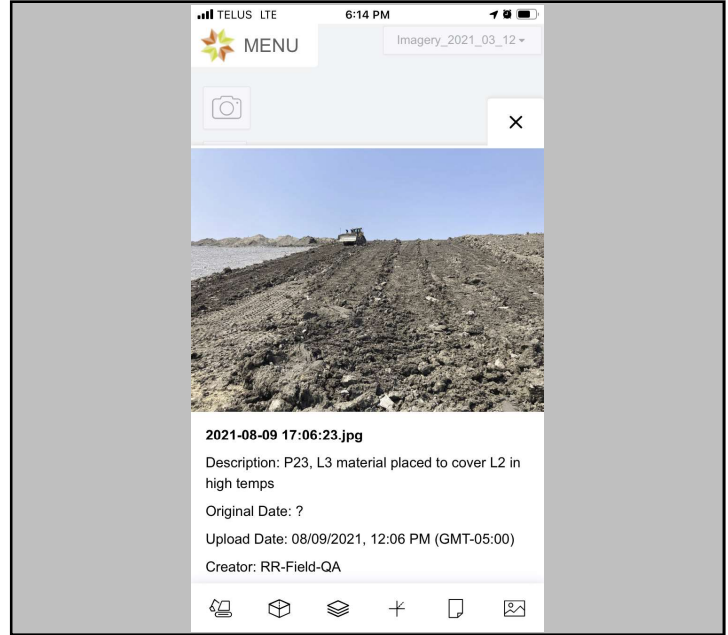 TELUS LTE 6:14 PM
MENU Imagery_2021_03_12
2021-08-09 17:06:23.jpg
Description: P23, L3 material placed to cover L2 in
high temps
Original Date: ?
Upload Date: 08/09/2021, 12:06 PM (GMT-05:00)
Creator: RR-Field-QA